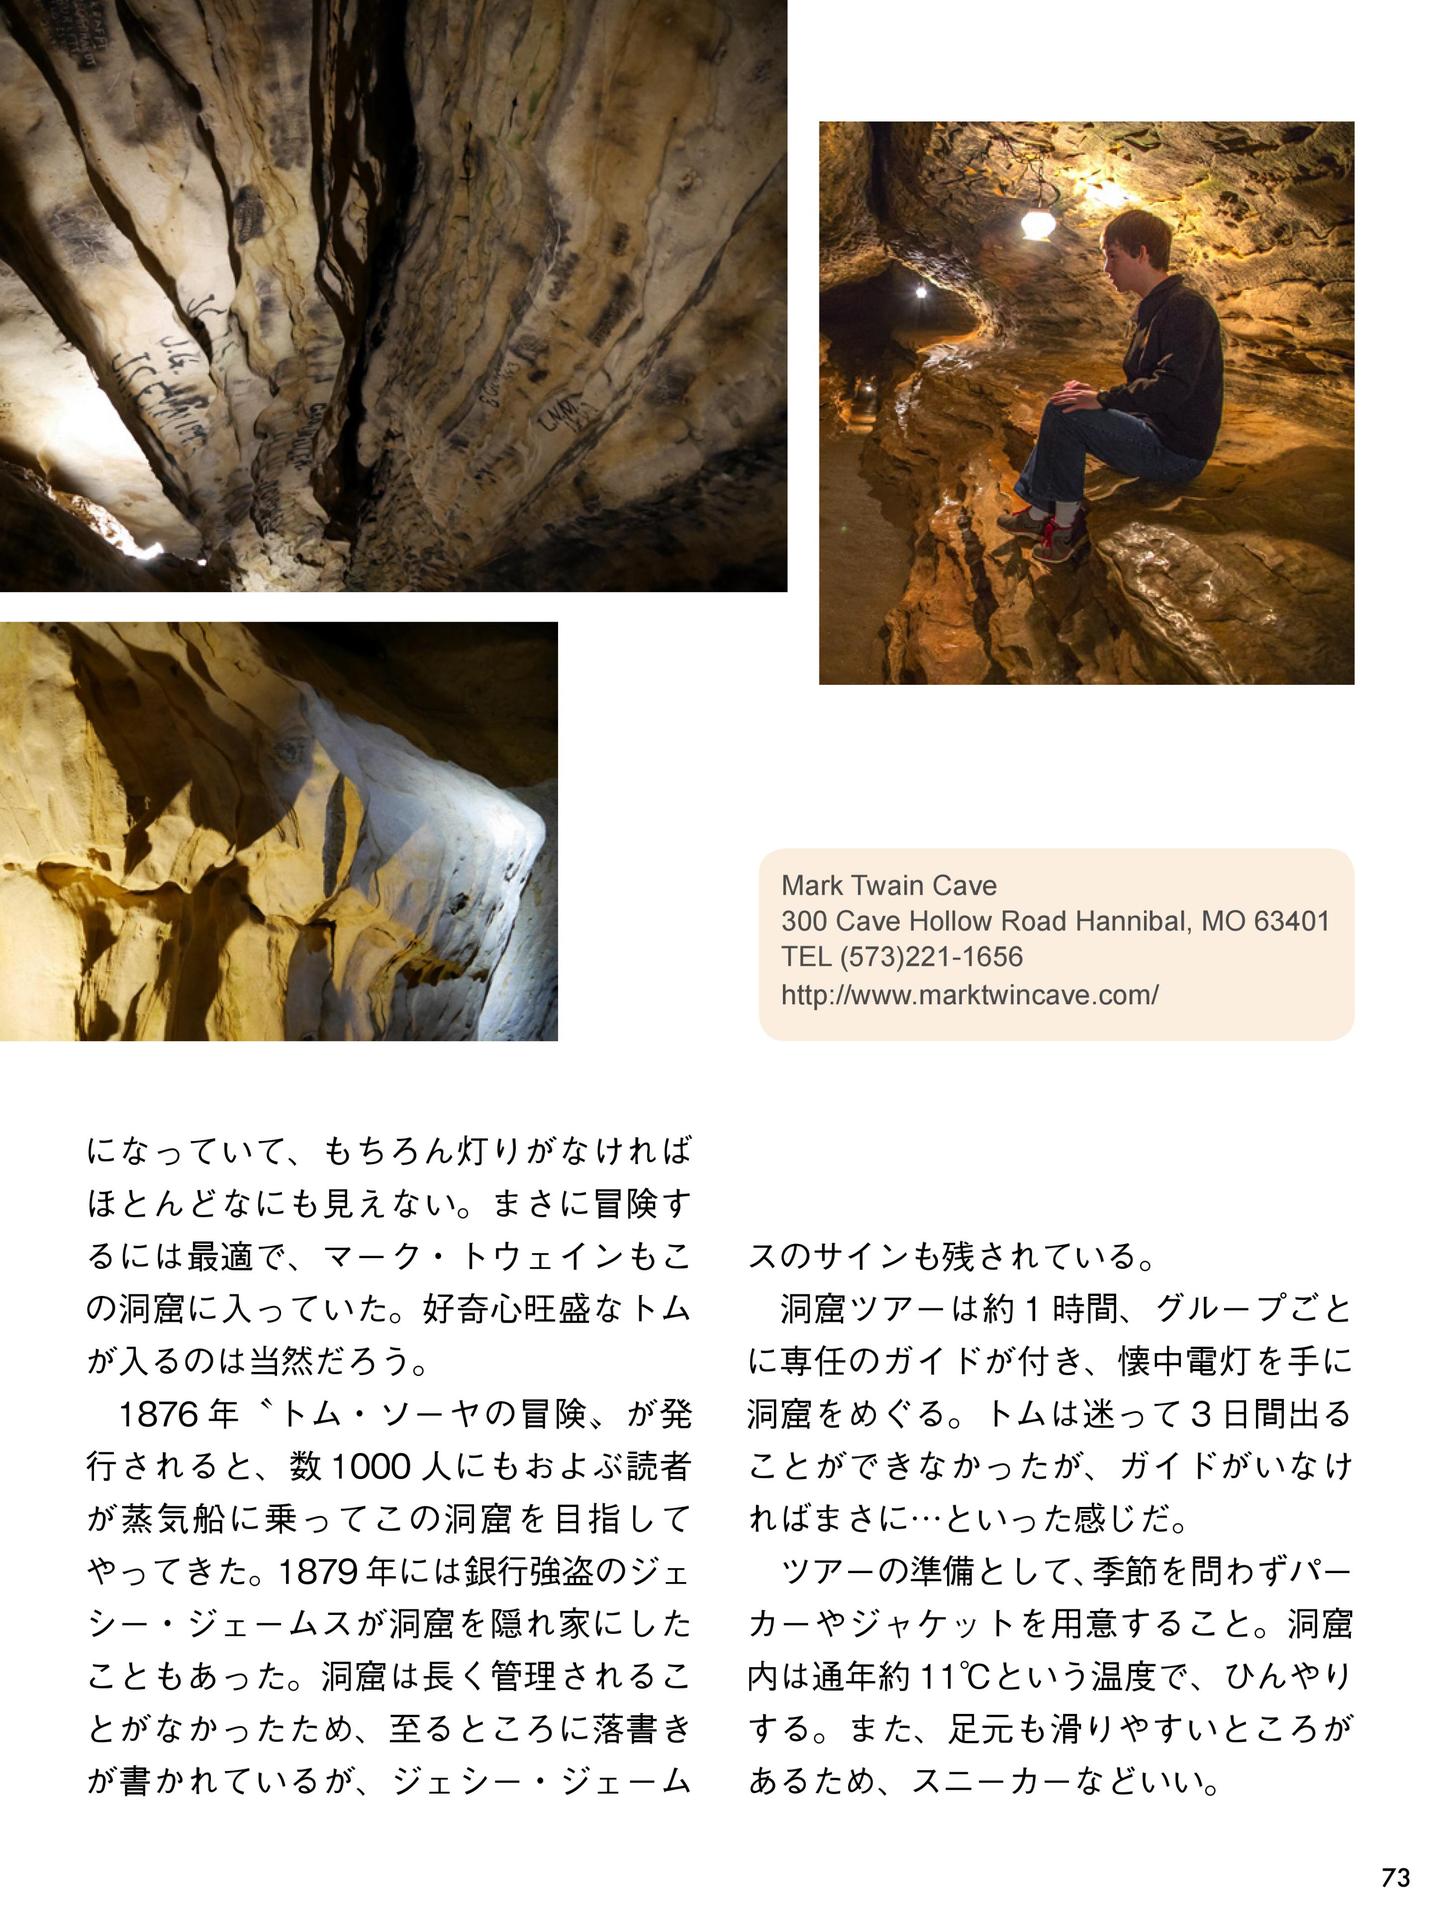 Mark Twain Cave
300 Cave Hollow Road Hannibal, MO 63401
TEL (573)221-1656
http://www.marktwincave.com/
になっていて、もちろん灯りがなければ
ほとんどなにも見えない。まさに冒険す
るには最適で、マーク・トウェインもこ
の洞窟に入っていた。好奇心旺盛なトム
が入るのは当然だろう。
1876 年〝トム・ソーヤの冒険〟が発
行されると、数 1000 人にもおよぶ読者
が蒸気船に乗ってこの洞窟を目指して
やってきた。1879 年には銀行強盗のジェ
シー・ジェームスが洞窟を隠れ家にした
こともあった。洞窟は長く管理されるこ
とがなかったため、至るところに落書き
が書かれているが、ジェシー・ジェーム
スのサインも残されている。
洞窟ツアーは約 1 時間、グループごと
に専任のガイドが付き、懐中電灯を手に
洞窟をめぐる。トムは迷って 3 日間出る
ことができなかったが、ガイドがいなけ
ればまさに…といった感じだ。
ツアーの準備として、季節を問わずパー
カーやジャケットを用意すること。洞窟
内は通年約 11℃という温度で、ひんやり
する。また、足元も滑りやすいところが
あるため、スニーカーなどいい。
73